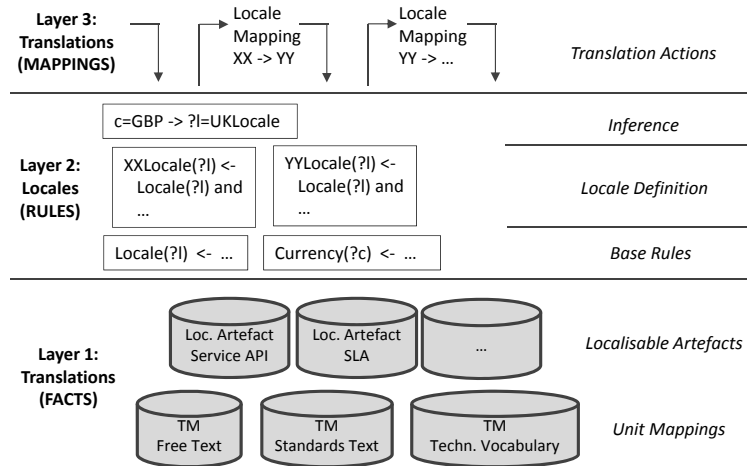 Layer 3:
Translations
(MAPPINGS)
Locale
Mapping
XX -> YY
Locale
Mapping
YY -> ...
Translation Actions
c=GBP -> ?l=UKLocale
Inference
Layer 2:
Locales
(RULES)
XXLocale(?l) <-
Locale(?l) and
...
YYLocale(?l) <-
Locale(?l) and
...
Locale Definition
Locale(?l) <- ...
Currency(?c) <- ...
Base Rules
Layer 1:
Translations
(FACTS)
Loc. Artefact
Service API
Loc. Artefact
SLA
...
Localisable Artefacts
TM
Free Text
TM
Standards Text
TM
Techn. Vocabulary
Unit Mappings